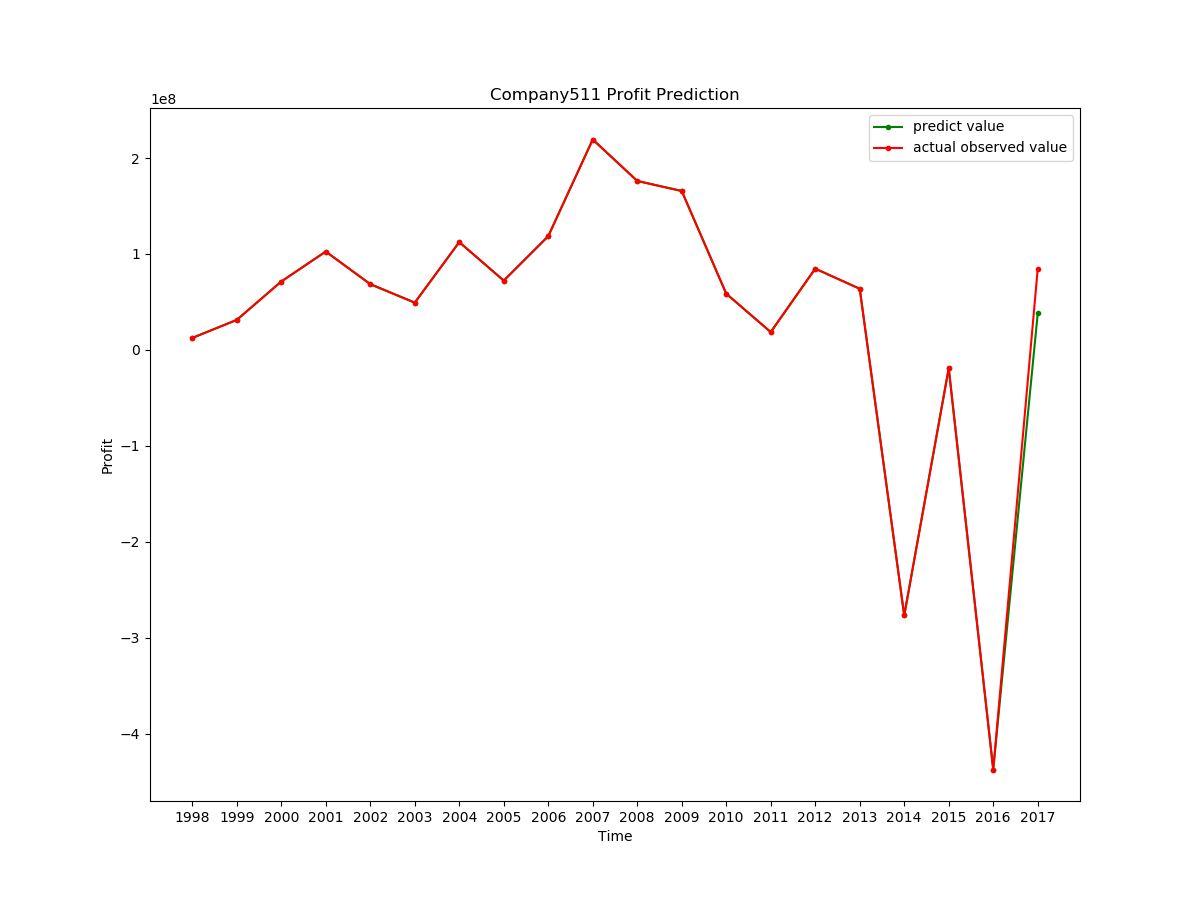 Company511 Profit Prediction
1e8
predict value
actual observed value
2
1
0
−1
−2
−3
−4
Profit
1998 1999 2000 2001 2002 2003 2004 2005 2006 2007 2008 2009 2010 2011 2012 2013 2014 2015 2016 2017
Time